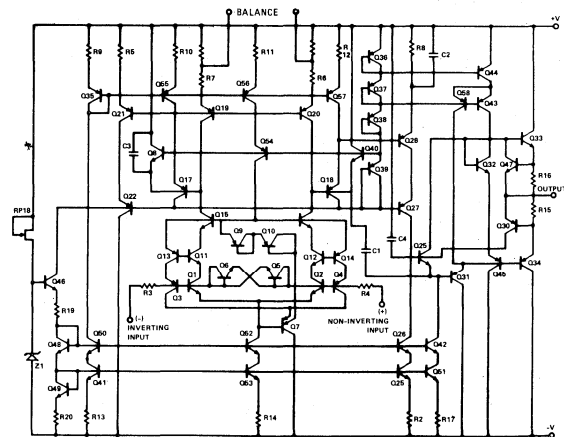 BALANCE
+V
R9
R5
R10
R7
R11
R6
R
12
Q36
R8
C2
Q44
Q35
Q55
Q56
Q57
Q37
Q58
Q43
Q21
Q19
Q20
Q38
Q33
C3
Q8
Q54
Q40
Q28
Q32
Q47
R16
Q17
Q18
Q39
OUTPUT
RP18
Q22
Q27
R15
Q15
Q30
Q9
Q10
C1
C4
Q25
Q13
Q11
Q12
Q14
Q31
Q45
Q34
Q46
Q6
Q5
R3
Q3
Q1
Q2
Q4
R4
R19
(-)
INVERTING
INPUT
Q7
(+)
NON-INVERTING
INPUT
Z1
Q48
Q50
Q52
Q26
Q42
Q49
Q41
Q53
Q25
Q51
R20
R13
R14
R2
R17
-V